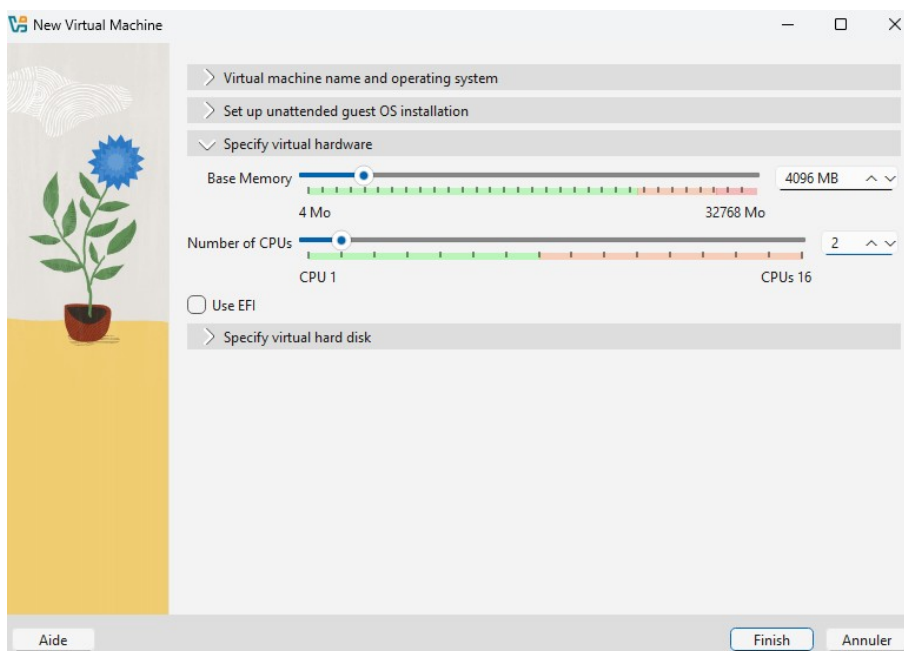 New Virtual Machine
Virtual machine name and operating system
Set up unattended guest OS installation
Specify virtual hardware
Base Memory 4096 MB
4 Mo 32768 Mo
Number of CPUs 2
CPU 1 CPUs 16
Use EFI
Specify virtual hard disk
Aide Finish Annuler